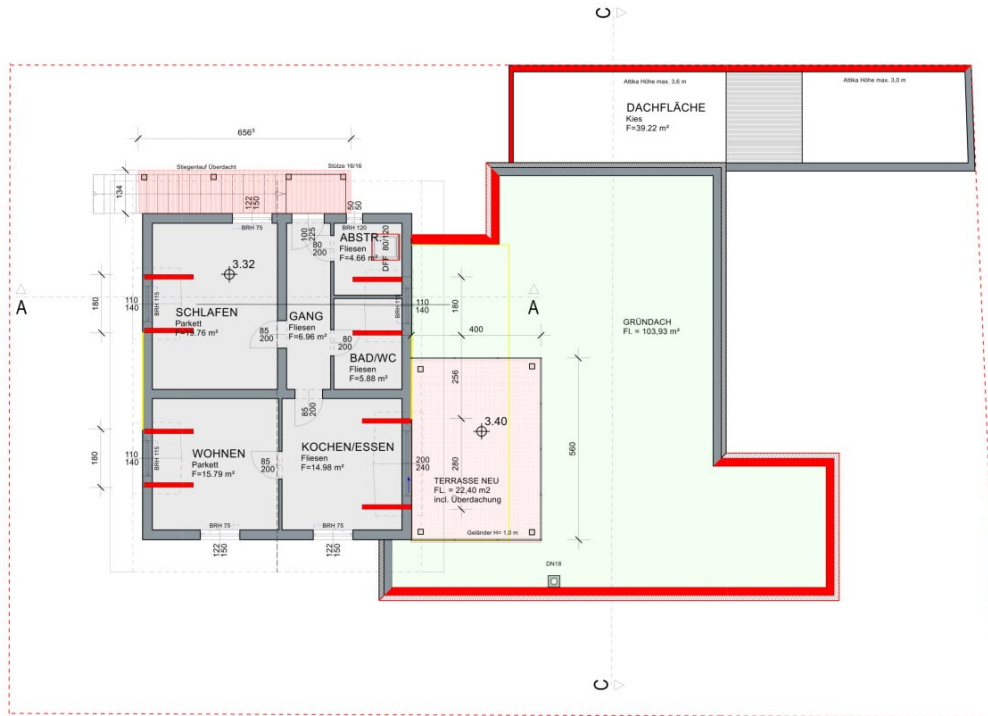 C
Attika Höhe max. 3,6 m
Attika Höhe max. 3,0 m
DACHFLÄCHE
Kies
F=39.22 m²
656⁵
Stiegenlauf Überdacht
Stütze 16/16
134
122
150
BRH 75
100
225
50
50
BRH 120
80
200
ABSTR.
Fliesen
F=4.66 m²
DFF 80/120
3.32
A
180
110
140
BRH 115
SCHLAFEN
Parkett
85
200
GANG
Fliesen
F=6.96 m²
80
200
BAD/WC
Fliesen
F=5.88 m²
110
140
180
A
400
GRÜNDACH
Fl. = 103,93 m²
256
85
200
3.40
560
180
110
140
BRH 115
WOHNEN
Parkett
F=15.79 m²
85
200
KOCHEN/ESSEN
Fliesen
F=14.98 m²
200
240
280
TERRASSE NEU
FL. = 22,40 m2
incl. Überdachung
BRH 75
BRH 75
Geländer H= 1,0 m
122
150
122
150
DN18
C